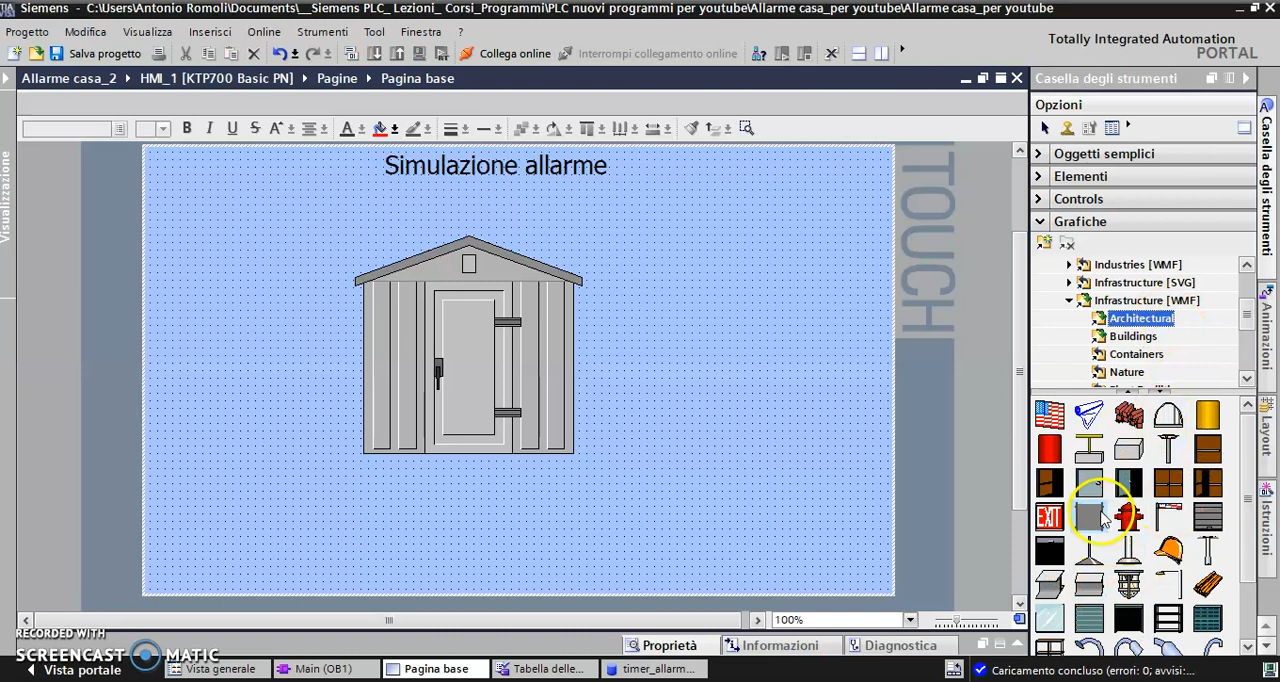 Siemens - C:\Users\Antonio Romoli\Documents\__Siemens PLC_ Lezioni_ Corsi_Programmi\PLC nuovi programmi per youtube\Allarme casa_per youtube\Allarme casa_per youtube
Progetto Modifica Visualizza Inserisci Online Strumenti Tool Finestra ?
Totally Integrated Automation
PORTAL
Salva progetto Collega online Interrompi collegamento online
Allarme casa_2 HMI_1 [KTP700 Basic PN] Pagine Pagina base
Casella degli strumenti
Opzioni
Oggetti semplici
Elementi
Controls
Grafiche
Industries [WMF]
Infrastructure [SVG]
Infrastructure [WMF]
Architectural
Buildings
Containers
Nature
EXIT
Simulazione allarme
TOUCH
Visualizzazione
Casella degli strumenti
Animazioni
Layout
Istruzioni
100%
Proprietà Informazioni Diagnostica
RECORDED WITH
SCREENCAST MATIC
Vista portale Vista generale Main (OB1) Pagina base Tabella delle... timer_allarm... Caricamento concluso (errori: 0; avvisi:...